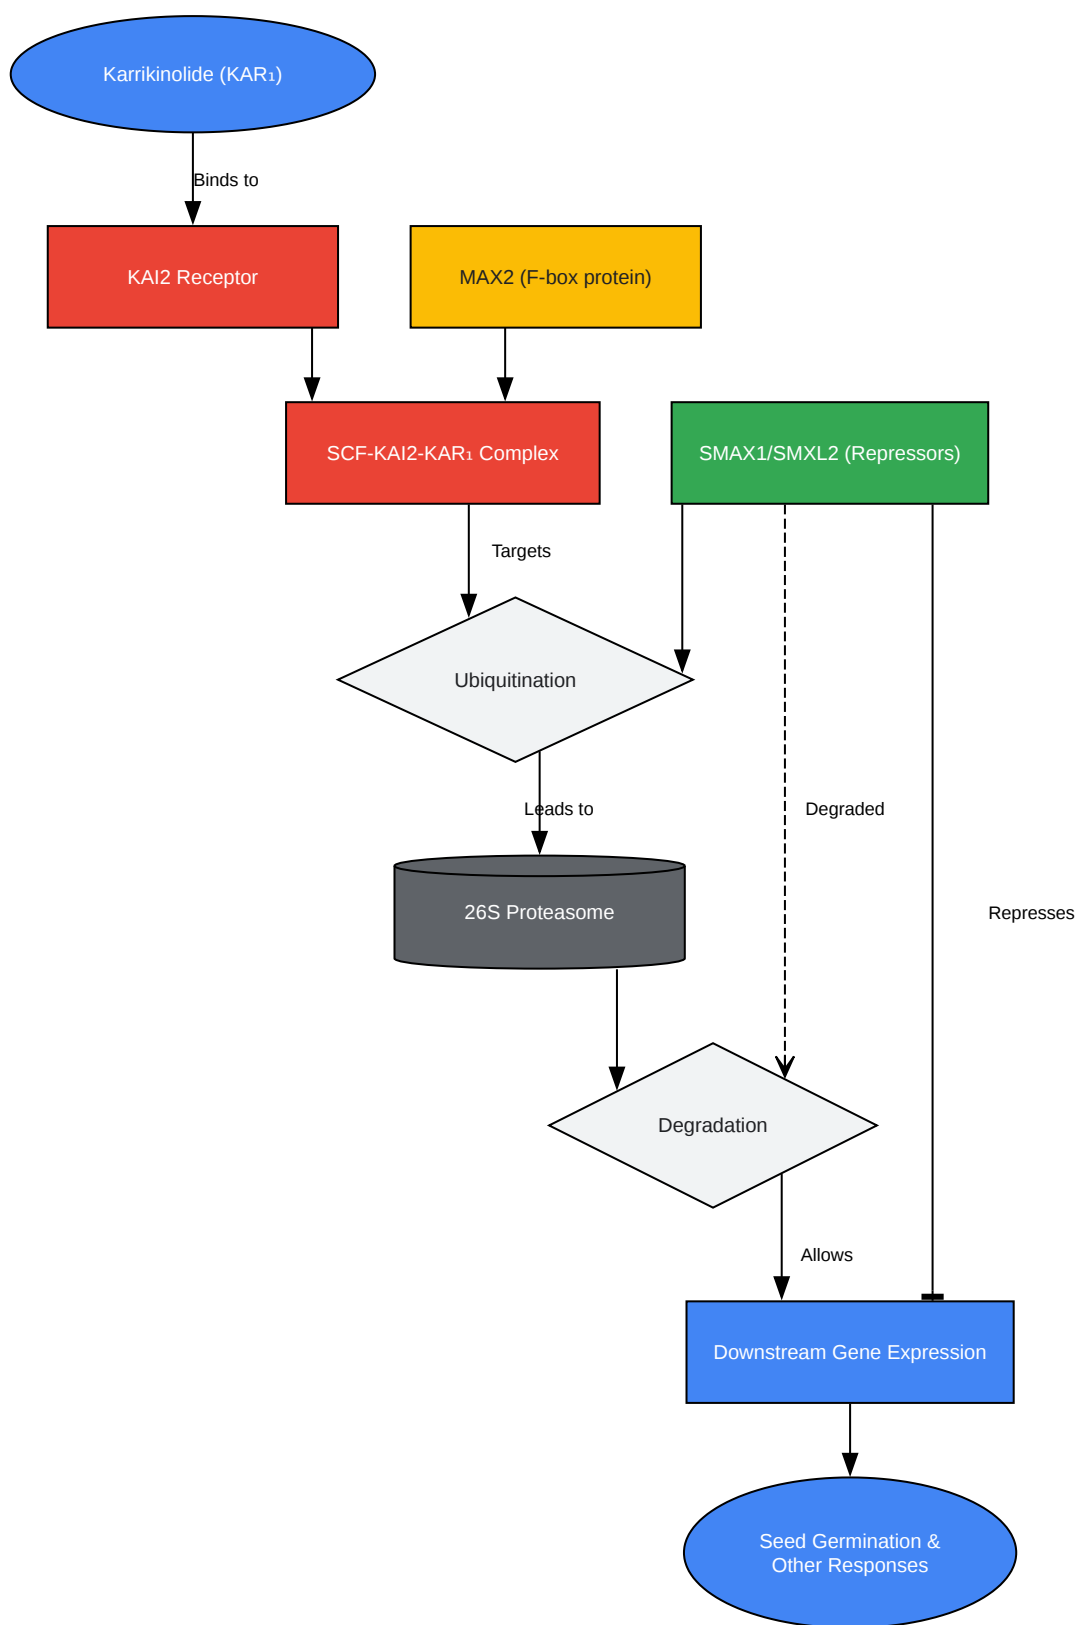 Karrikinolide (KAR₁)
Binds to
KAI2 Receptor
MAX2 (F-box protein)
SCF-KAI2-KAR₁ Complex
SMAX1/SMXL2 (Repressors)
Targets
Ubiquitination
Leads to
Degraded
26S Proteasome
Represses
Degradation
Allows
Downstream Gene Expression
Seed Germination &
Other Responses